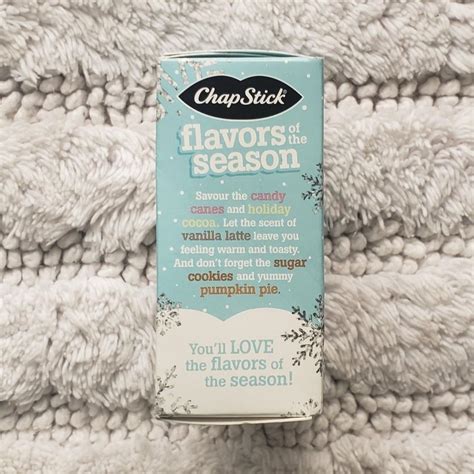 ChapStick
flavors of the
season
Savour the candy
canes and holiday
cocoa. Let the scent of
vanilla latte leave you
feeling warm and toasty.
And don't forget the sugar
cookies and yummy
pumpkin pie.
You'll LOVE
the flavors of
the season!